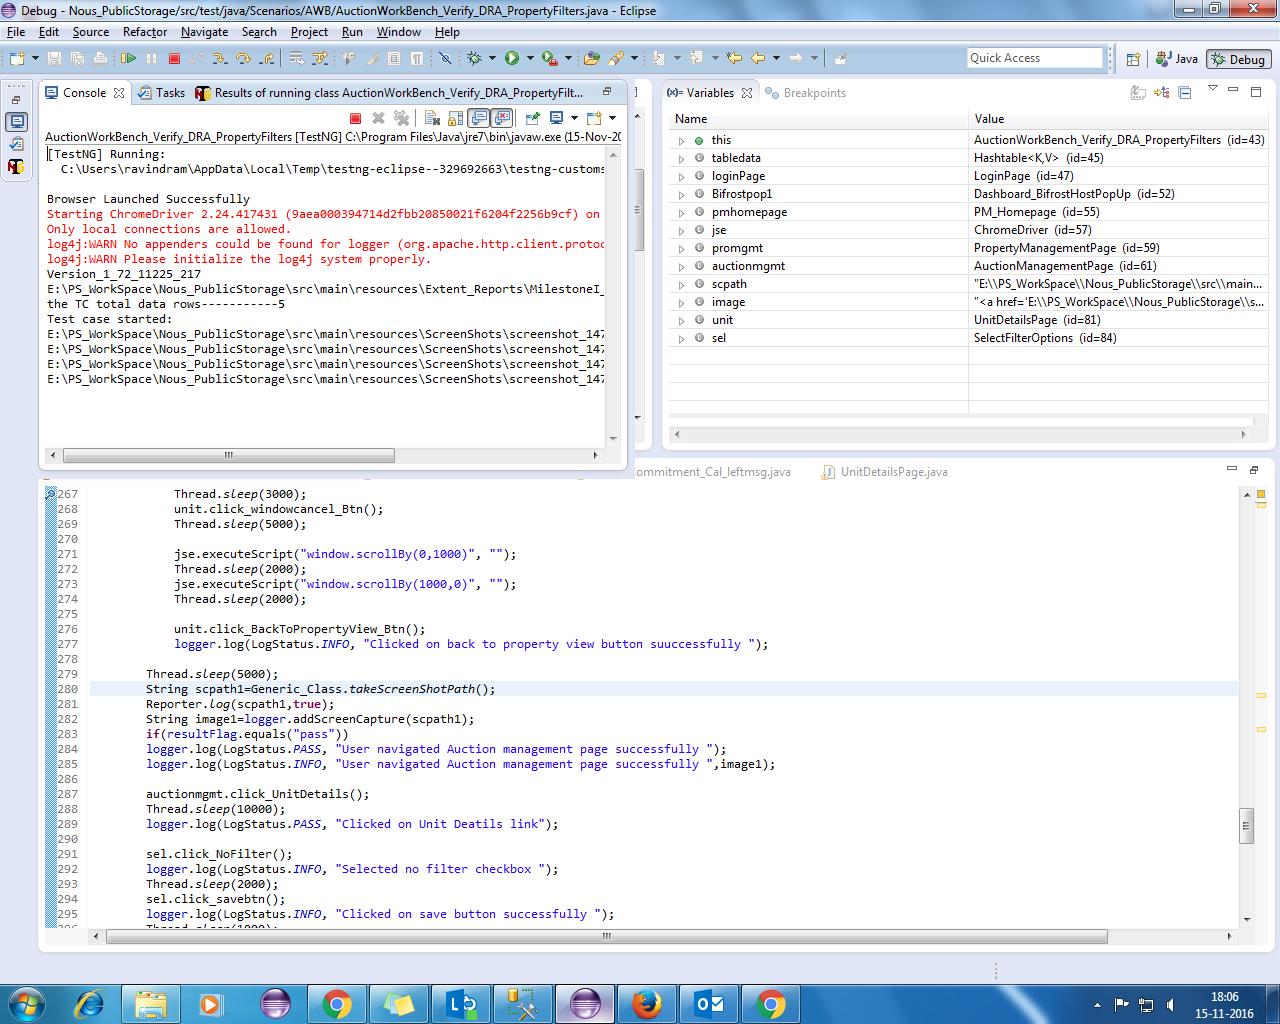 Debug - Nous_PublicStorage/src/test/java/Scenarios/AWB/AuctionWorkBench_Verify_DRA_PropertyFilters.java - Eclipse
File Edit Source Refactor Navigate Search Project Run Window Help
Quick Access
Java
Debug
Console
Tasks
Results of running class AuctionWorkBench_Verify_DRA_PropertyFilt...
AuctionWorkBench_Verify_DRA_PropertyFilters [TestNG] C:\Program Files\Java\jre7\bin\javaw.exe (15-Nov-20
[TestNG] Running:
C:\Users\ravindram\AppData\Local\Temp\testng-eclipse--329692663\testng-customs
Browser Launched Successfully
Starting ChromeDriver 2.24.417431 (9aea000394714d2fbb20850021f6204f2256b9cf) on
Only local connections are allowed.
log4j:WARN No appenders could be found for logger (org.apache.http.client.protoc
log4j:WARN Please initialize the log4j system properly.
Version_1_72_11225_217
E:\PS_WorkSpace\Nous_PublicStorage\src\main\resources\Extent_Reports\MilestoneI_
the TC total data rows-----------5
Test case started:
E:\PS_WorkSpace\Nous_PublicStorage\src\main\resources\ScreenShots\screenshot_147
E:\PS_WorkSpace\Nous_PublicStorage\src\main\resources\ScreenShots\screenshot_147
E:\PS_WorkSpace\Nous_PublicStorage\src\main\resources\ScreenShots\screenshot_147
E:\PS_WorkSpace\Nous_PublicStorage\src\main\resources\ScreenShots\screenshot_147
(x)= Variables
Breakpoints
Name Value
this AuctionWorkBench_Verify_DRA_PropertyFilters (id=43)
tabledata Hashtable<K,V> (id=45)
loginPage LoginPage (id=47)
Bifrostpop1 Dashboard_BifrostHostPopUp (id=52)
pmhomepage PM_Homepage (id=55)
jse ChromeDriver (id=57)
promgmt PropertyManagementPage (id=59)
auctionmgmt AuctionManagementPage (id=61)
scpath "E:\\PS_WorkSpace\\Nous_PublicStorage\\src\\main...
image "<a href='E:\\PS_WorkSpace\\Nous_PublicStorage\\s...
unit UnitDetailsPage (id=81)
sel SelectFilterOptions (id=84)
ommitment_Cal_leftmsg.java
UnitDetailsPage.java
267 Thread.sleep(3000);
268 unit.click_windowcancel_Btn();
269 Thread.sleep(5000);
270
271 jse.executeScript("window.scrollBy(0,1000)", "");
272 Thread.sleep(2000);
273 jse.executeScript("window.scrollBy(1000,0)", "");
274 Thread.sleep(2000);
275
276 unit.click_BackToPropertyView_Btn();
277 logger.log(LogStatus.INFO, "Clicked on back to property view button suuccessfully ");
278
279 Thread.sleep(5000);
280 String scpath1=Generic_Class.takeScreenShotPath();
281 Reporter.log(scpath1,true);
282 String image1=logger.addScreenCapture(scpath1);
283 if(resultFlag.equals("pass"))
284 logger.log(LogStatus.PASS, "User navigated Auction management page successfully ");
285 logger.log(LogStatus.INFO, "User navigated Auction management page successfully ",image1);
286
287 auctionmgmt.click_UnitDetails();
288 Thread.sleep(10000);
289 logger.log(LogStatus.PASS, "Clicked on Unit Deatils link");
290
291 sel.click_NoFilter();
292 logger.log(LogStatus.INFO, "Selected no filter checkbox ");
293 Thread.sleep(2000);
294 sel.click_savebtn();
295 logger.log(LogStatus.INFO, "Clicked on save button successfully ");
18:06
15-11-2016